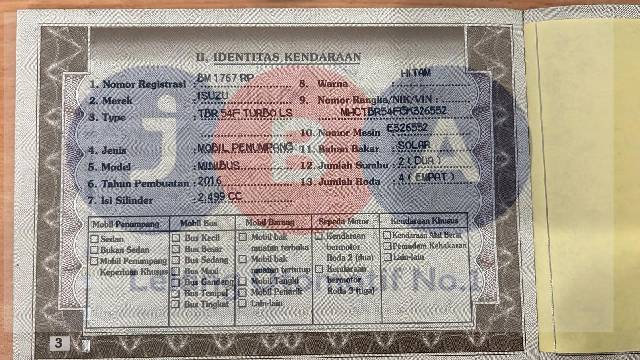 II. IDENTITAS KENDARAAN
1. Nomor Registrasi : BM 1757 RP
2. Merek : ISUZU
3. Type : TBR 54F TURBO LS
4. Jenis : MOBIL PENUMPANG
5. Model : MINIBUS
6. Tahun Pembuatan : 2016
7. Isi Silinder : 2,499 CC
8. Warna : HITAM
9. Nomor Rangka/NIK/VIN :
10. Nomor Mesin : E326552
11. Bahan Bakar : SOLAR
12. Jumlah Sumbu : 2 ( DUA )
13. Jumlah Roda : 4 ( EMPAT )
Mobil Penumpang
Sedan
Bukan Sedan
Mobil Penumpang
Keperluan Khusus
Mobil Bus
Bus Kecil
Bus Besar
Bus Sedang
Bus Maxi
Bus Gandeng
Bus Tempel
Bus Tingkat
Mobil Barang
Mobil bak
muatan terbuka
Mobil bak
muatan tertutup
Mobil Tangki
Mobil Penarik
Lain-lain
Sepeda Motor
Kendaraan
bermotor
Roda 2 (dua)
Kendaraan
bermotor
Roda 3 (tiga)
Kendaraan Khusus
Kendaraan Alat Berat
Pemadam Kebakaran
Lain-lain
3
JBA
No.1